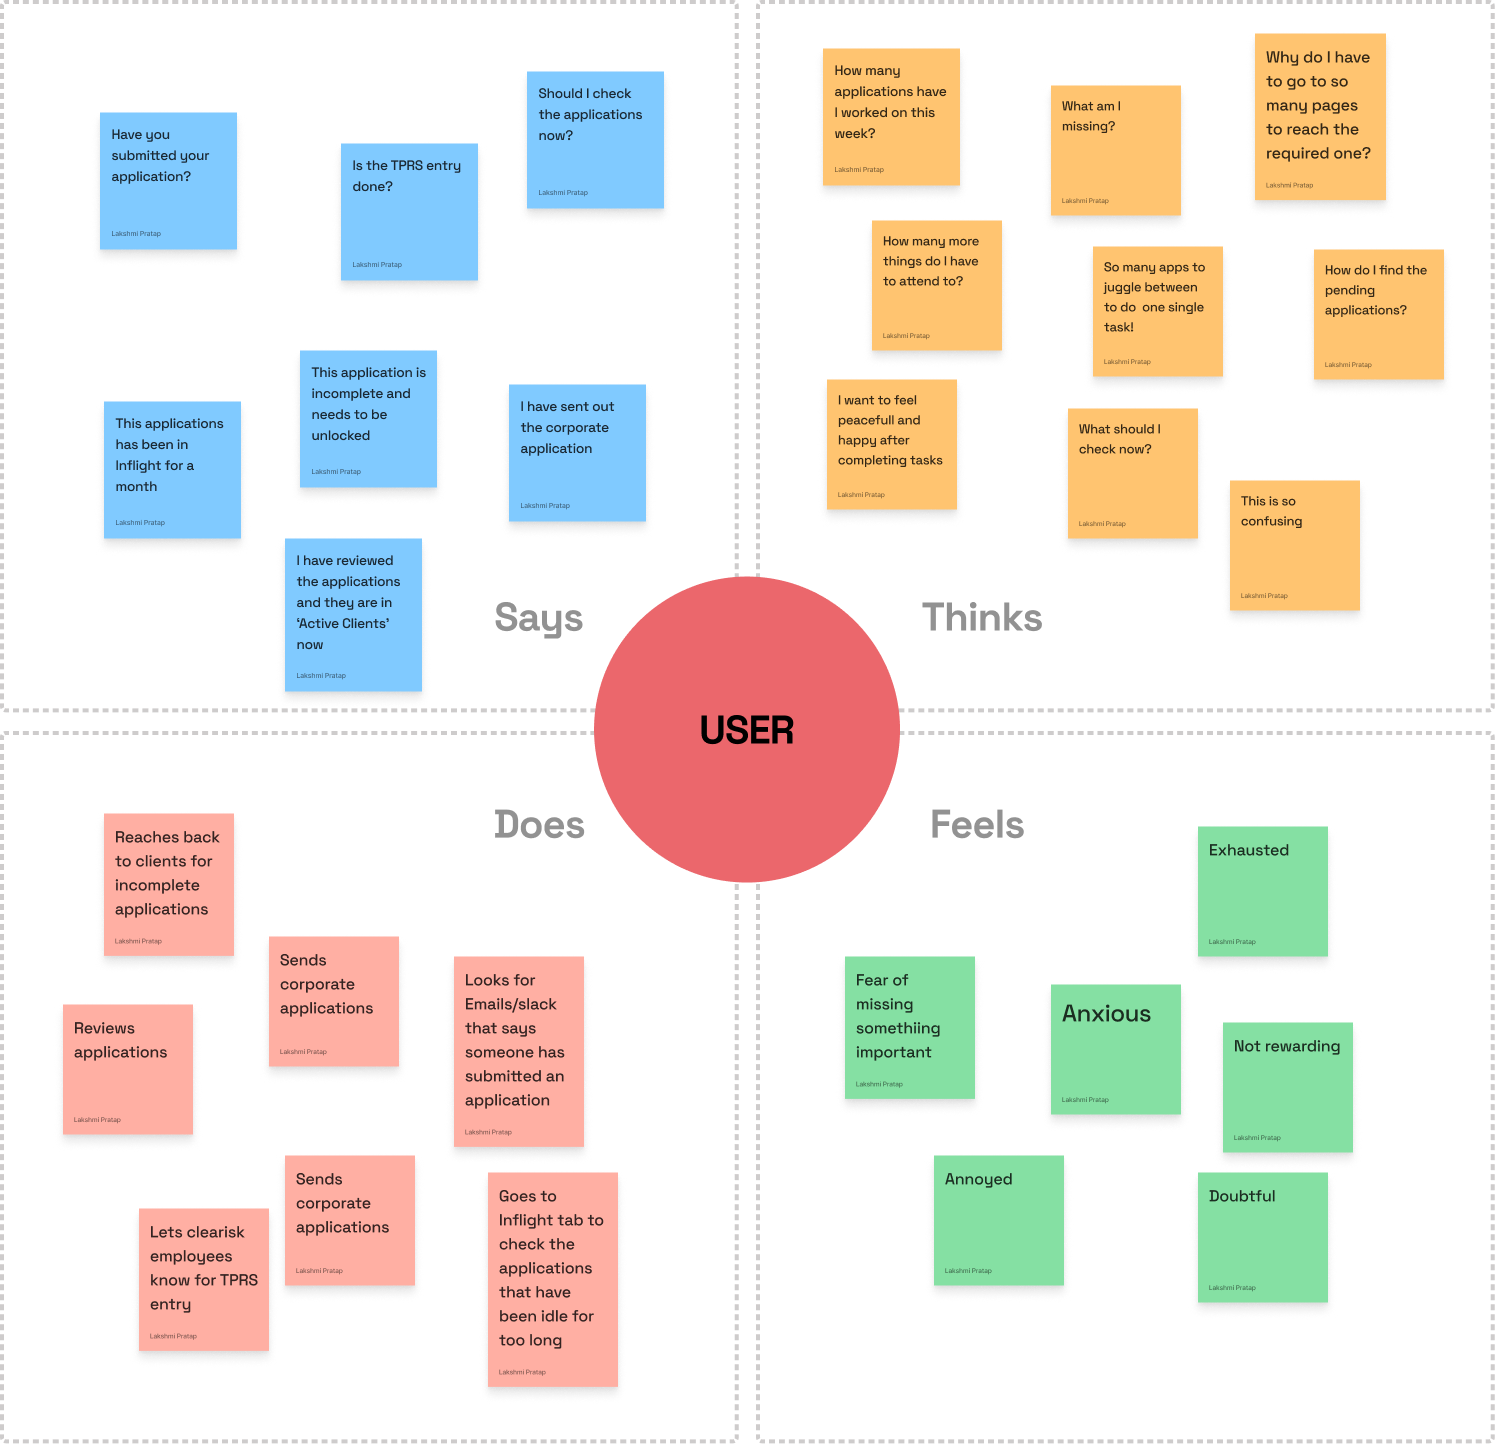 Have you
submitted your
application?
Lakshmi Pratap
Is the TPRS entry
done?
Lakshmi Pratap
Should I check
the applications
now?
Lakshmi Pratap
This applications
has been in
Inflight for a
month
Lakshmi Pratap
This application is
incomplete and
needs to be
unlocked
Lakshmi Pratap
I have sent out
the corporate
application
Lakshmi Pratap
I have reviewed
the applications
and they are in
‘Active Clients’
now
Lakshmi Pratap
Says
How many
applications have
I worked on this
week?
Lakshmi Pratap
What am I
missing?
Lakshmi Pratap
Why do I have
to go to so
many pages
to reach the
required one?
Lakshmi Pratap
How many more
things do I have
to attend to?
Lakshmi Pratap
So many apps to
juggle between
to do  one single
task!
Lakshmi Pratap
How do I find the
pending
applications?
Lakshmi Pratap
I want to feel
peacefull and
happy after
completing tasks
Lakshmi Pratap
What should I
check now?
Lakshmi Pratap
This is so
confusing
Lakshmi Pratap
Thinks
USER
Does
Reaches back
to clients for
incomplete
applications
Lakshmi Pratap
Sends
corporate
applications
Lakshmi Pratap
Looks for
Emails/slack
that says
someone has
submitted an
application
Lakshmi Pratap
Reviews
applications
Lakshmi Pratap
Sends
corporate
applications
Lakshmi Pratap
Goes to
Inflight tab to
check the
applications
that have
been idle for
too long
Lakshmi Pratap
Lets clearisk
employees
know for TPRS
entry
Lakshmi Pratap
Feels
Exhausted
Lakshmi Pratap
Fear of
missing
somethiing
important
Lakshmi Pratap
Anxious
Lakshmi Pratap
Not rewarding
Lakshmi Pratap
Annoyed
Lakshmi Pratap
Doubtful
Lakshmi Pratap